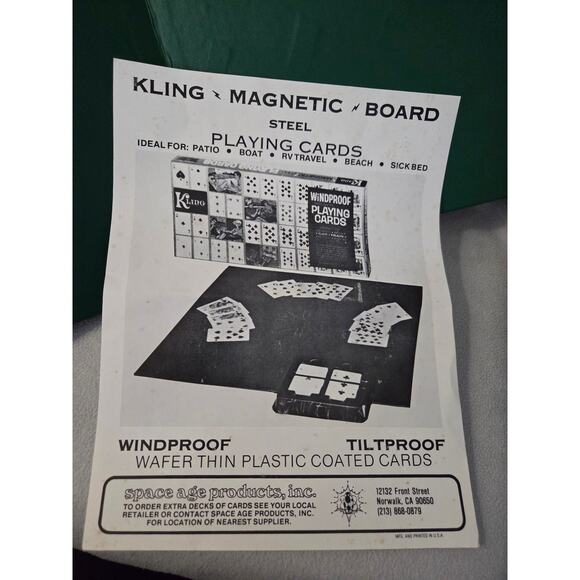 KLING MAGNETIC BOARD
STEEL
PLAYING CARDS
IDEAL FOR: PATIO • BOAT • RV TRAVEL • BEACH • SICK BED
KLING
WINDPROOF
PLAYING
CARDS
WINDPROOF TILTPROOF
WAFER THIN PLASTIC COATED CARDS
space age products, inc.
TO ORDER EXTRA DECKS OF CARDS SEE YOUR LOCAL
RETAILER OR CONTACT SPACE AGE PRODUCTS, INC.
FOR LOCATION OF NEAREST SUPPLIER.
12132 Front Street
Norwalk, CA 90650
(213) 868-0879
MFG. AND PRINTED IN U.S.A.